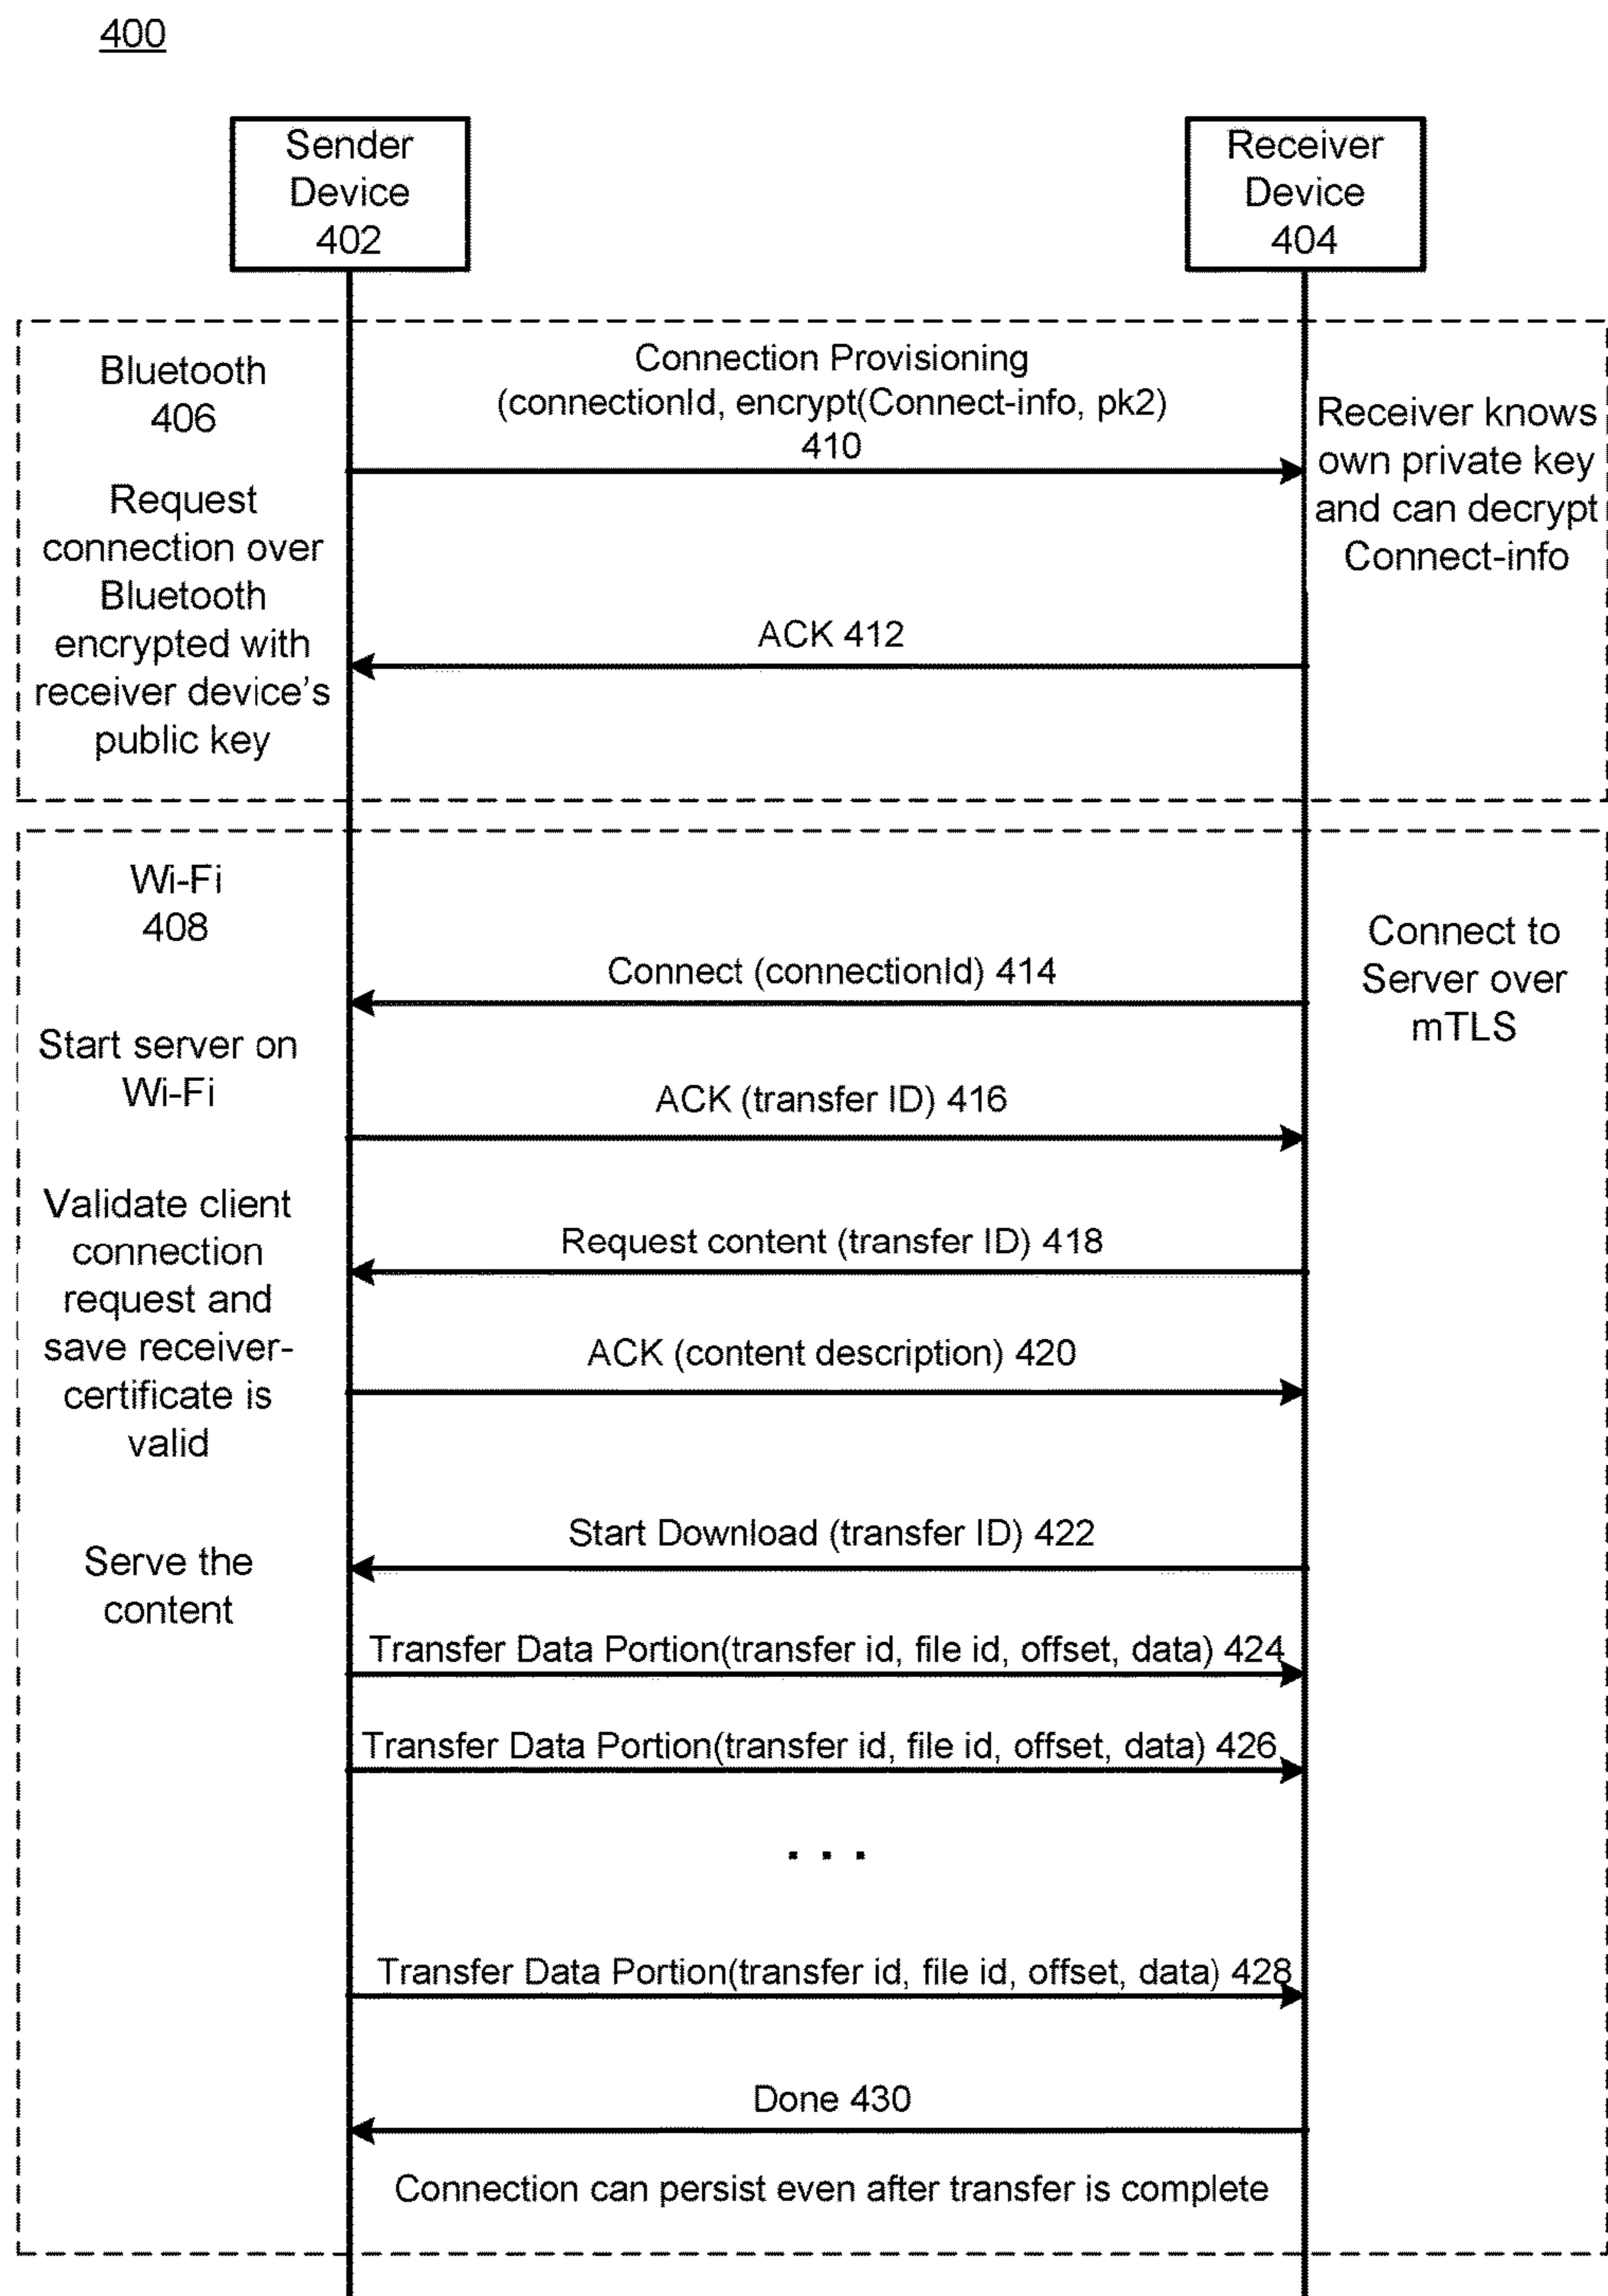 400
Sender
Device
402
Receiver
Device
404
Bluetooth
406
Request
connection over
Bluetooth
encrypted with
receiver device's
public key
Connection Provisioning
(connectionId, encrypt(Connect-info, pk2)
410
Receiver knows
own private key
and can decrypt
Connect-info
ACK 412
Wi-Fi
408
Connect to
Server over
mTLS
Connect (connectionId) 414
Start server on
Wi-Fi
ACK (transfer ID) 416
Validate client
connection
request and
save receiver-
certificate is
valid
Request content (transfer ID) 418
ACK (content description) 420
Start Download (transfer ID) 422
Serve the
content
Transfer Data Portion(transfer id, file id, offset, data) 424
Transfer Data Portion(transfer id, file id, offset, data) 426
. . .
Transfer Data Portion(transfer id, file id, offset, data) 428
Done 430
Connection can persist even after transfer is complete